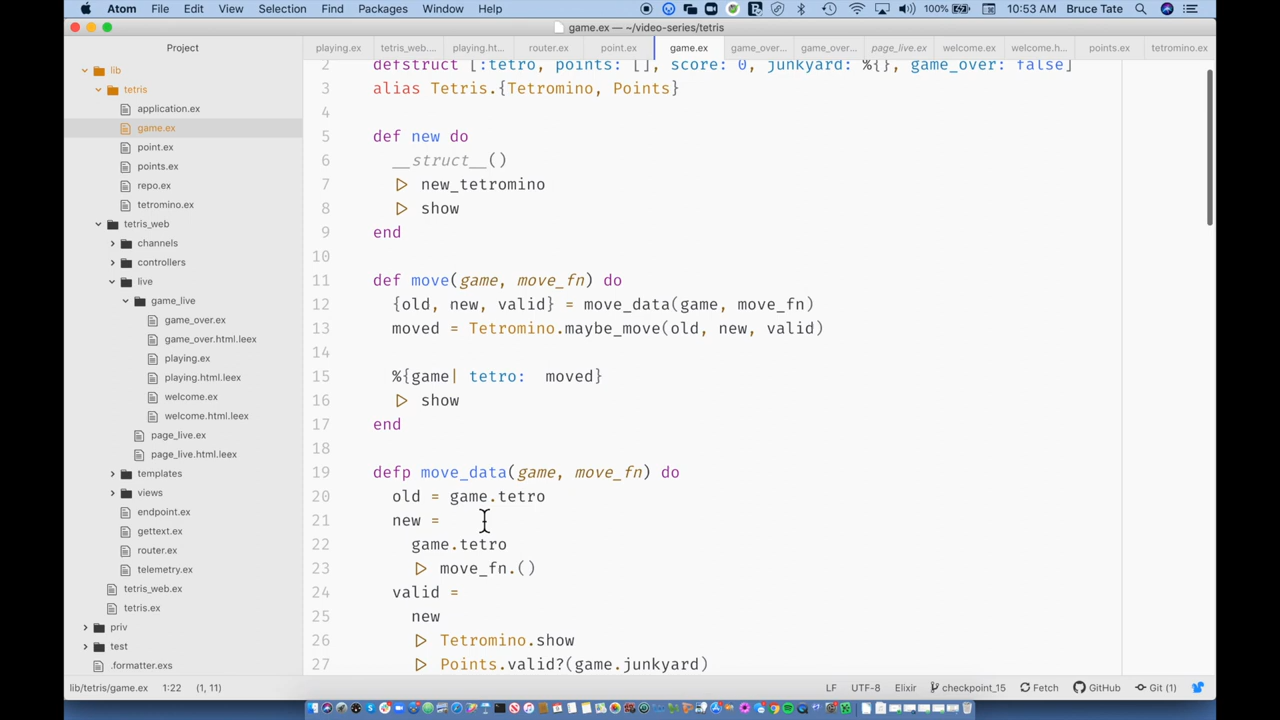 Atom File Edit View Selection Find Packages Window Help 100% 10:53 AM Bruce Tate
game.ex — ~/video-series/tetris
Project playing.ex tetris_web.... playing.ht... router.ex point.ex game.ex game_over... game_over... page_live.ex welcome.ex welcome.h... points.ex tetromino.ex
lib
tetris
application.ex
game.ex
point.ex
points.ex
repo.ex
tetromino.ex
tetris_web
channels
controllers
live
game_live
game_over.ex
game_over.html.leex
playing.ex
playing.html.leex
welcome.ex
welcome.html.leex
page_live.ex
page_live.html.leex
templates
views
endpoint.ex
gettext.ex
router.ex
telemetry.ex
tetris_web.ex
tetris.ex
priv
test
.formatter.exs
2 defstruct [:tetro, points: [], score: 0, junkyard: %{}, game_over: false]
3 alias Tetris.{Tetromino, Points}
4
5 def new do
6 __struct__()
7 |> new_tetromino
8 |> show
9 end
10
11 def move(game, move_fn) do
12 {old, new, valid} = move_data(game, move_fn)
13 moved = Tetromino.maybe_move(old, new, valid)
14
15 %{game| tetro:  moved}
16 |> show
17 end
18
19 defp move_data(game, move_fn) do
20 old = game.tetro
21 new =
22 game.tetro
23 |> move_fn.()
24 valid =
25 new
26 |> Tetromino.show
27 |> Points.valid?(game.junkyard)
lib/tetris/game.ex 1:22 (1, 11) LF UTF-8 Elixir checkpoint_15 Fetch GitHub Git (1)